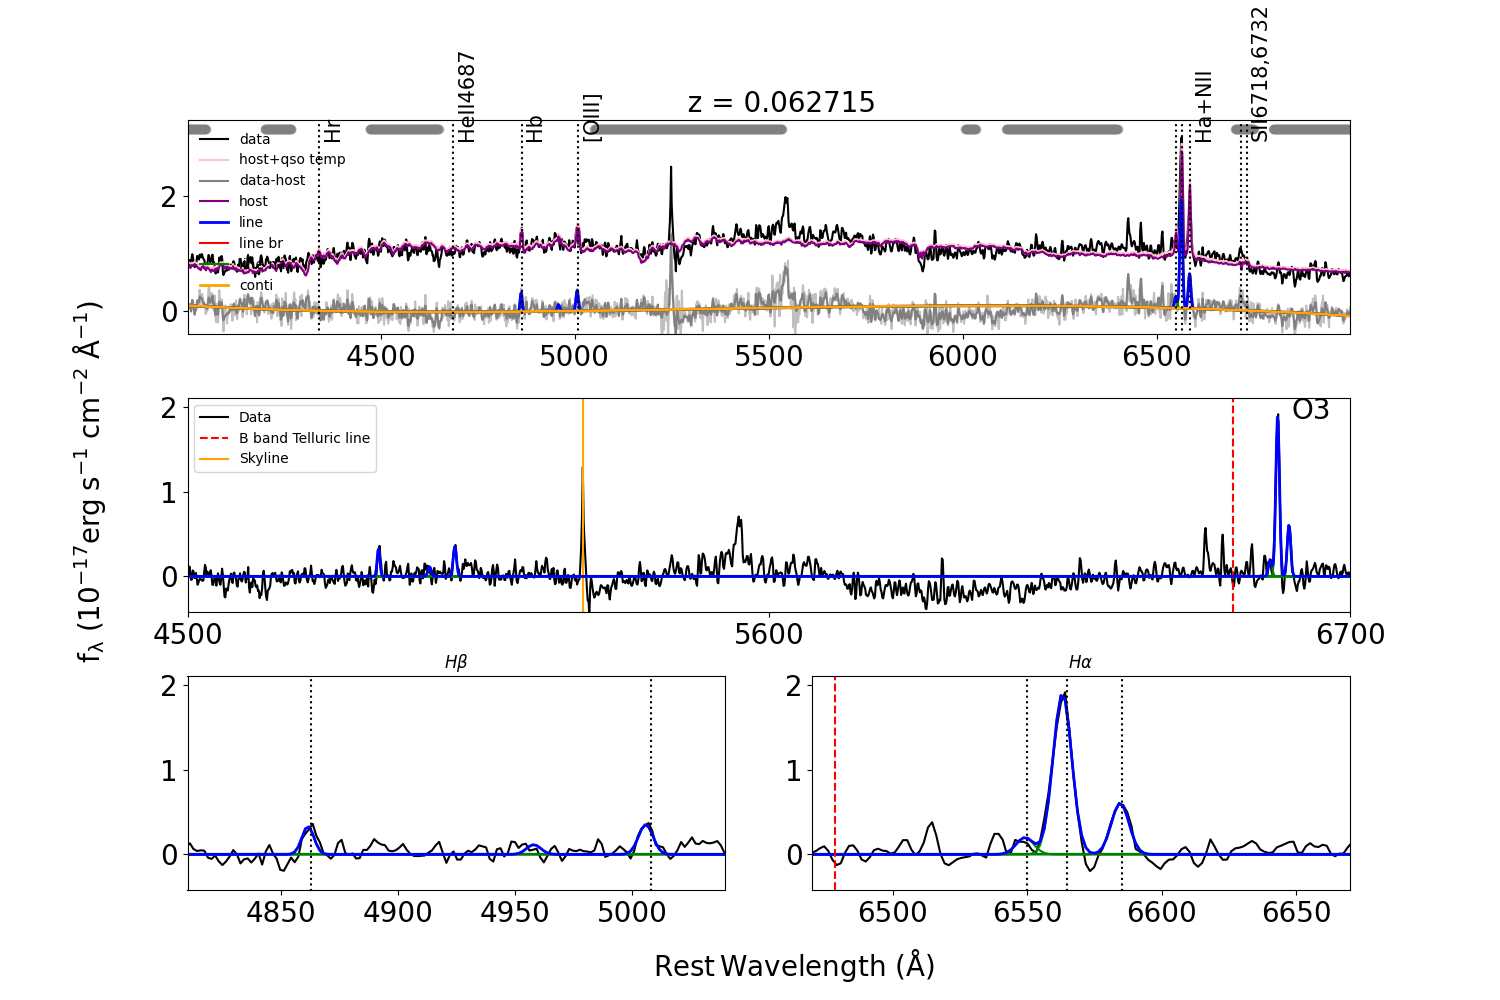 z = 0.062715
Hr
HeII4687
Hb
[OIII]
Ha+NII
SII6718,6732
data
host+qso temp
data-host
host
line
line br
conti
2
0
4500 5000 5500 6000 6500
fλ (10⁻¹⁷erg s⁻¹ cm⁻² Å⁻¹)
Data
B band Telluric line
Skyline
O3
2
1
0
4500 5600 6700
Hβ
2
1
0
4850 4900 4950 5000
Hα
2
1
0
6500 6550 6600 6650
Rest Wavelength (Å)